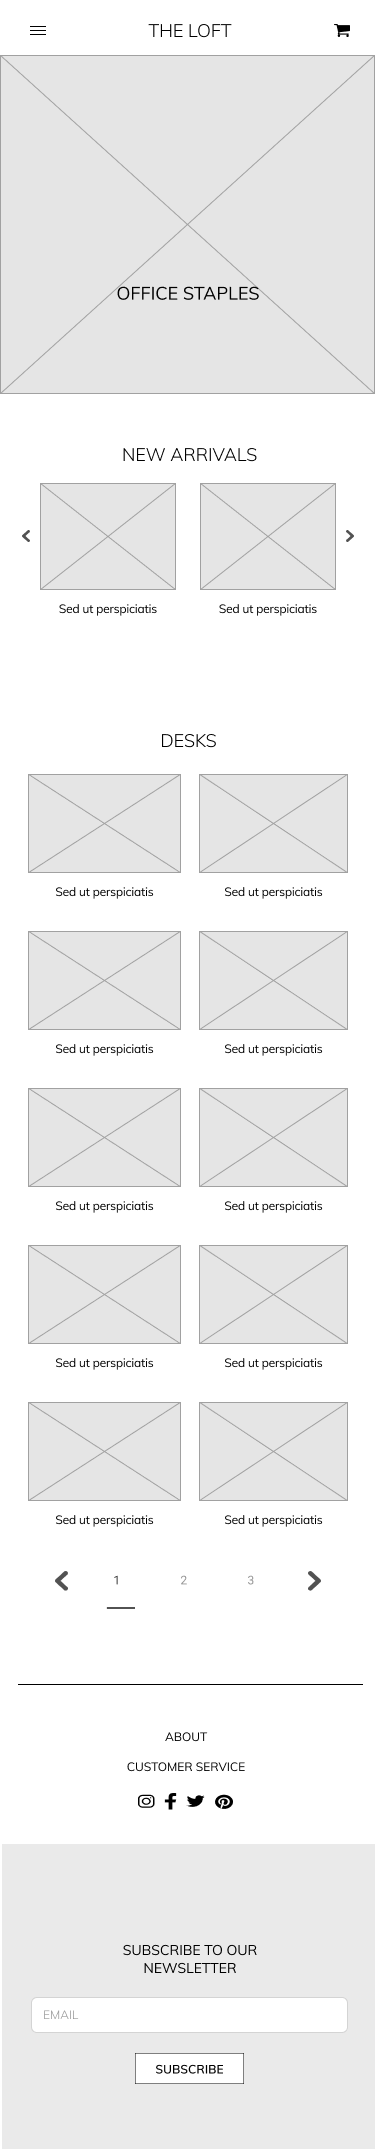 THE LOFT
OFFICE STAPLES
NEW ARRIVALS
Sed ut perspiciatis Sed ut perspiciatis
DESKS
Sed ut perspiciatis Sed ut perspiciatis
Sed ut perspiciatis Sed ut perspiciatis
Sed ut perspiciatis Sed ut perspiciatis
Sed ut perspiciatis Sed ut perspiciatis
Sed ut perspiciatis Sed ut perspiciatis
1 2 3
ABOUT
CUSTOMER SERVICE
SUBSCRIBE TO OUR
NEWSLETTER
EMAIL
SUBSCRIBE